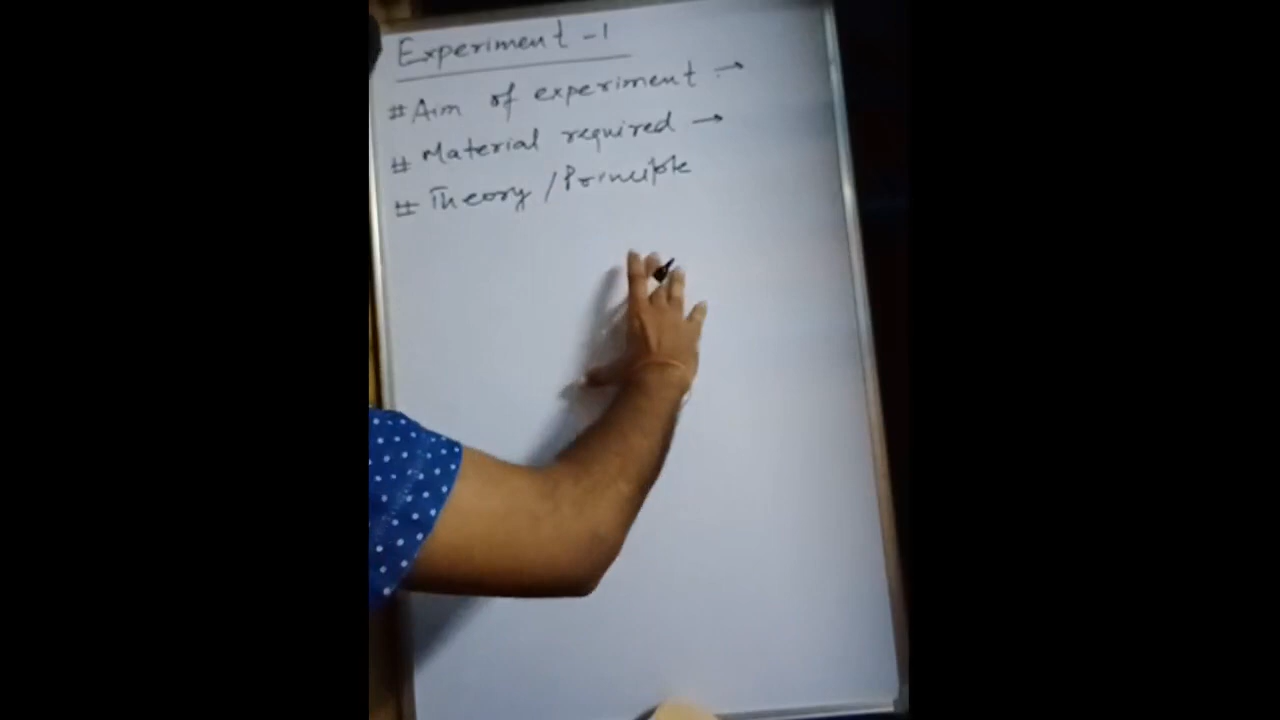 Experiment - 1
# Aim of experiment →
# Material required →
# Theory / Principle